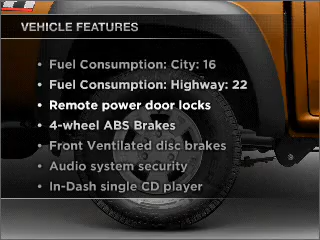 VEHICLE FEATURES
• Fuel Consumption: City: 16
• Fuel Consumption: Highway: 22
• Remote power door locks
• 4-wheel ABS Brakes
• Front Ventilated disc brakes
• Audio system security
• In-Dash single CD player